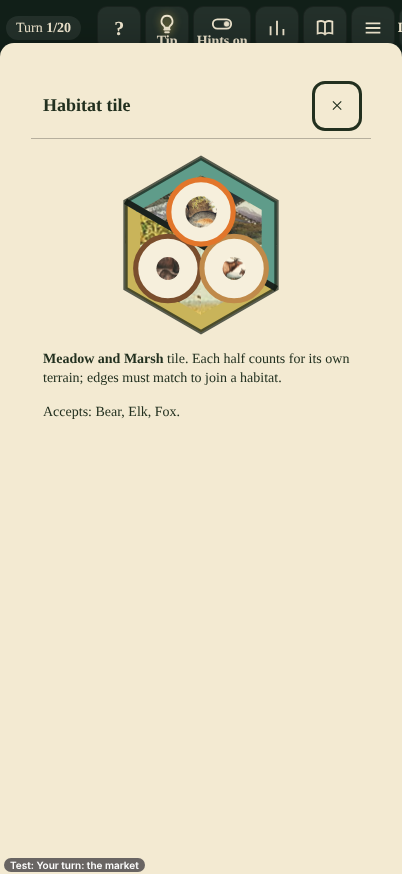 Turn 1/20
?
Tip
Hints on
Habitat tile
×
Meadow and Marsh tile. Each half counts for its own
terrain; edges must match to join a habitat.
Accepts: Bear, Elk, Fox.
Test: Your turn: the market